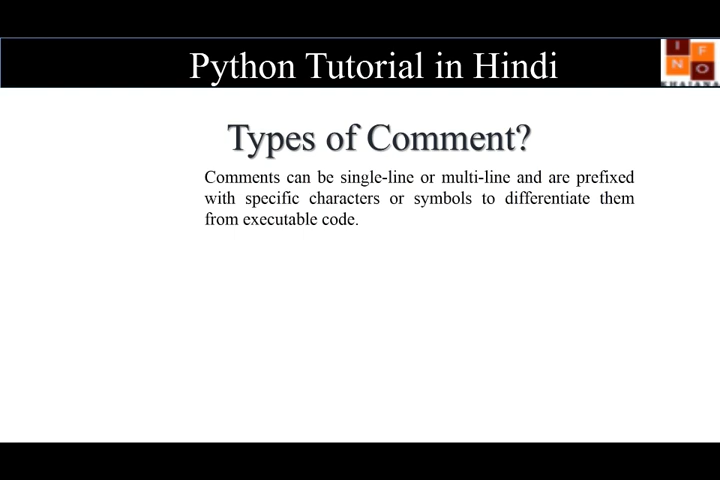 Python Tutorial in Hindi
I F
N O
KHAJANA
Types of Comment?
Comments can be single-line or multi-line and are prefixed
with specific characters or symbols to differentiate them
from executable code.